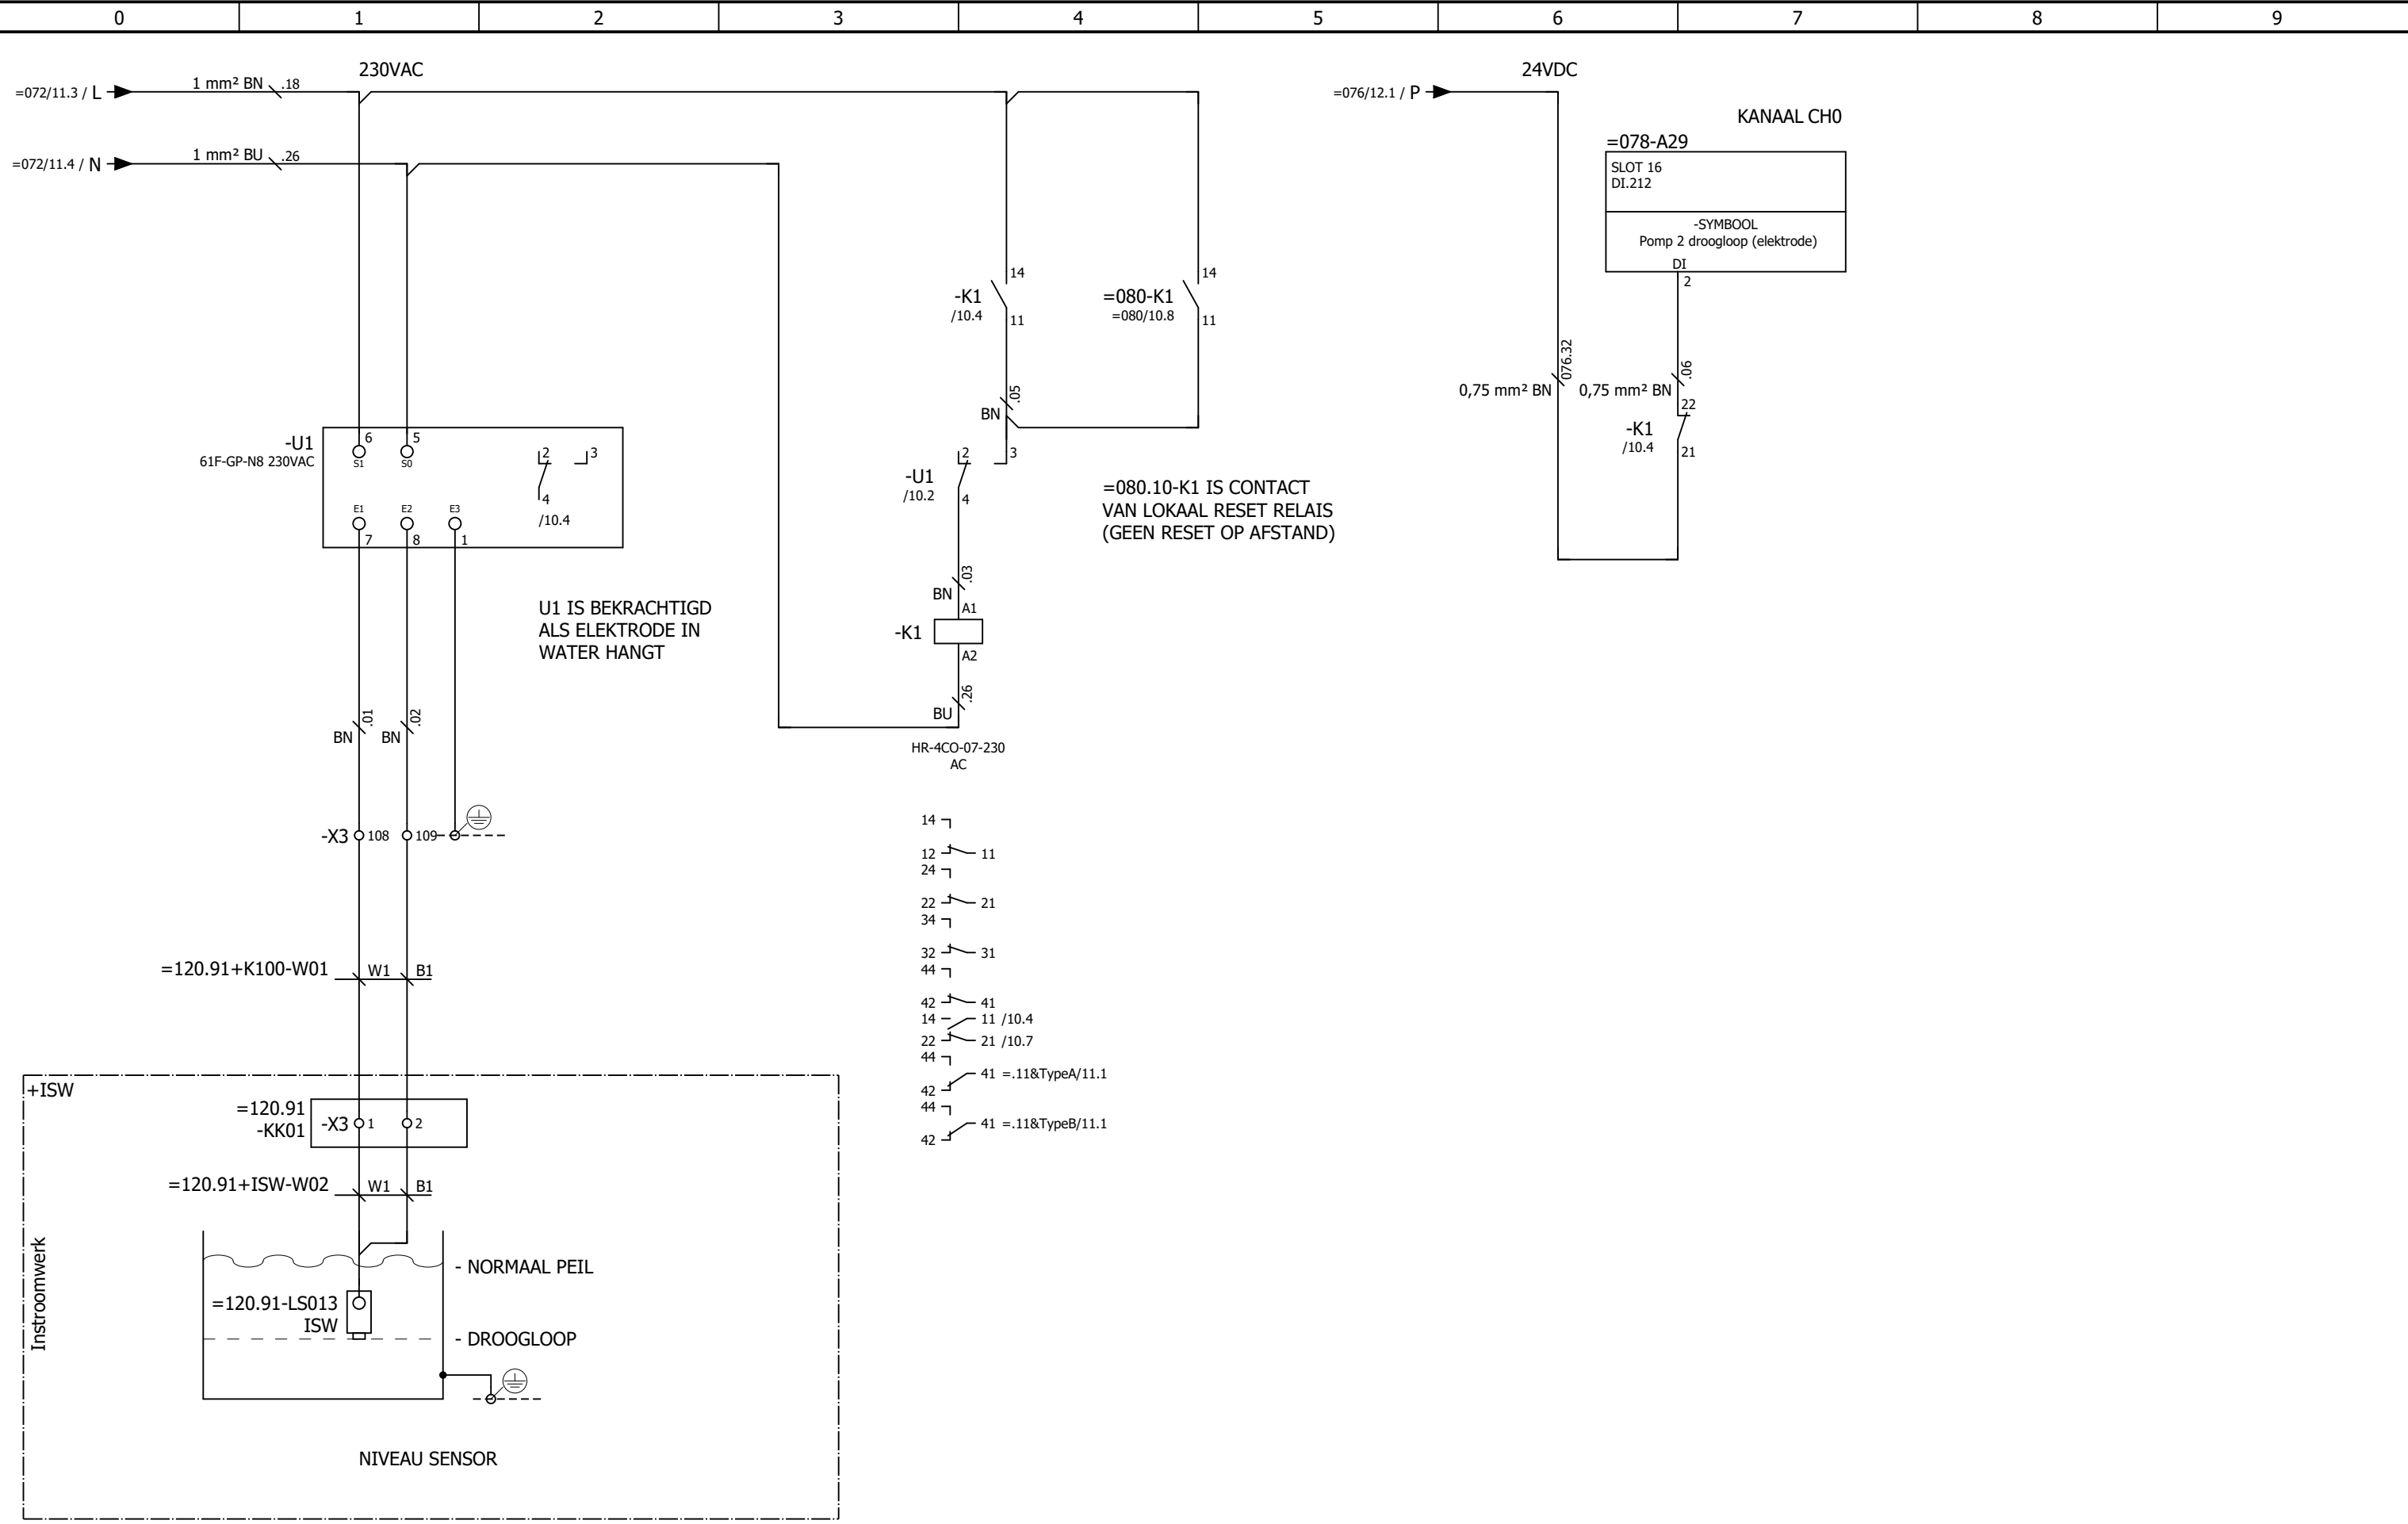 0 1 2 3 4 5 6 7 8 9
230VAC
24VDC
=072/11.3 / L
1 mm² BN .18
=076/12.1 / P
KANAAL CH0
=078-A29
=072/11.4 / N
1 mm² BU .26
SLOT 16
DI.212
-SYMBOOL
Pomp 2 droogloop (elektrode)
DI
2
14
-K1
/10.4
11
14
=080-K1
=080/10.8
11
BN .05
076.32
0,75 mm² BN
.06
0,75 mm² BN
22
-K1
/10.4
21
-U1
61F-GP-N8 230VAC
6 5
S1 S0
2 3
4
/10.4
E1 E2 E3
7 8 1
2 3
-U1
/10.2
4
=080.10-K1 IS CONTACT
VAN LOKAAL RESET RELAIS
(GEEN RESET OP AFSTAND)
U1 IS BEKRACHTIGD
ALS ELEKTRODE IN
WATER HANGT
BN .03
A1
-K1
A2
BU .26
HR-4CO-07-230
AC
BN .01
BN .02
-X3 108 109
14
12 11
24
22 21
34
32 31
44
42 41
14 11 /10.4
22 21 /10.7
44
41 =.11&TypeA/11.1
42
44
41 =.11&TypeB/11.1
42
=120.91+K100-W01 W1 B1
+ISW
=120.91
-KK01
-X3 1 2
=120.91+ISW-W02 W1 B1
Instroomwerk
- NORMAAL PEIL
=120.91-LS013
ISW
- DROOGLOOP
NIVEAU SENSOR